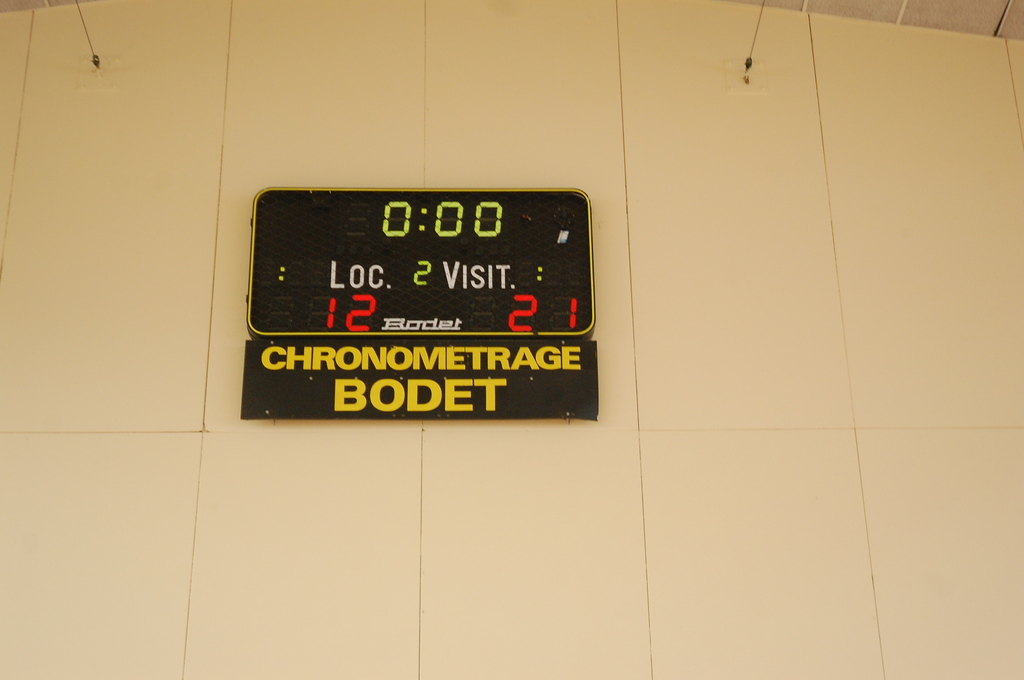 0:00
: LOC. 2 VISIT. :
12 Bodet 21
CHRONOMETRAGE
BODET